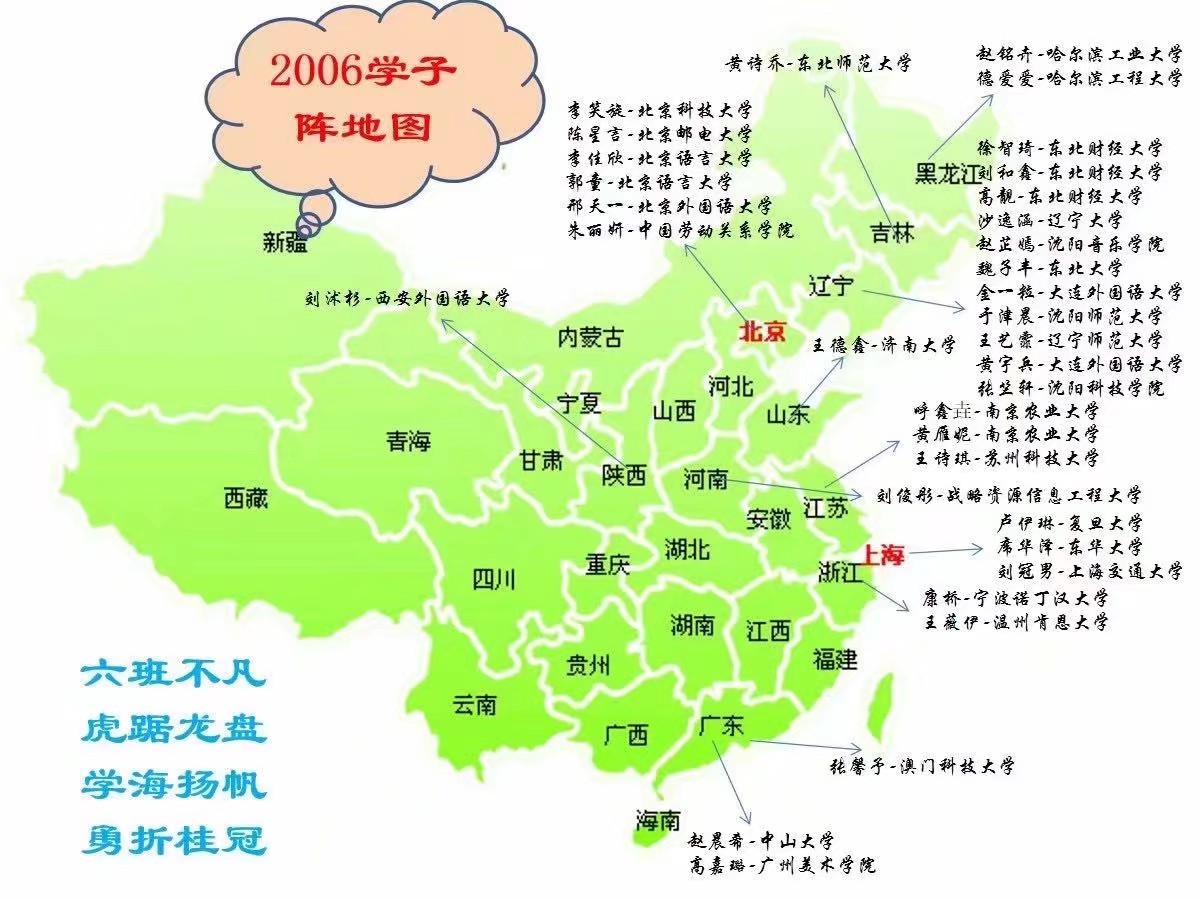 2006学子
阵地图
黄诗乔-东北师范大学
赵铭卉-哈尔滨工业大学
德爱爱-哈尔滨工程大学
李笑旋-北京科技大学
陈星言-北京邮电大学
李佳欣-北京语言大学
郭童-北京语言大学
邢天一-北京外国语大学
朱丽妍-中国劳动关系学院
徐智琦-东北财经大学
刘和鑫-东北财经大学
高靓-东北财经大学
沙逸涵-辽宁大学
赵芷嫣-沈阳音乐学院
魏子丰-东北大学
金一粒-大连外国语大学
于津晨-沈阳师范大学
王艺霖-辽宁师范大学
黄宇兵-大连外国语大学
张竺轩-沈阳科技学院
黑龙江
吉林
辽宁
新疆
刘沭杉-西安外国语大学
内蒙古
北京
王德鑫-济南大学
河北
宁夏
山西
山东
青海
甘肃
陕西
河南
西藏
呼鑫垚-南京农业大学
黄雁妮-南京农业大学
王诗琪-苏州科技大学
刘俊彤-战略资源信息工程大学
江苏
安徽
卢伊琳-复旦大学
席华泽-东华大学
刘冠男-上海交通大学
上海
湖北
重庆
四川
浙江
康桥-宁波诺丁汉大学
王薇伊-温州肯恩大学
湖南
江西
福建
贵州
云南
广西
广东
张馨予-澳门科技大学
海南
赵晨希-中山大学
高嘉璐-广州美术学院
六班不凡
虎踞龙盘
学海扬帆
勇折桂冠